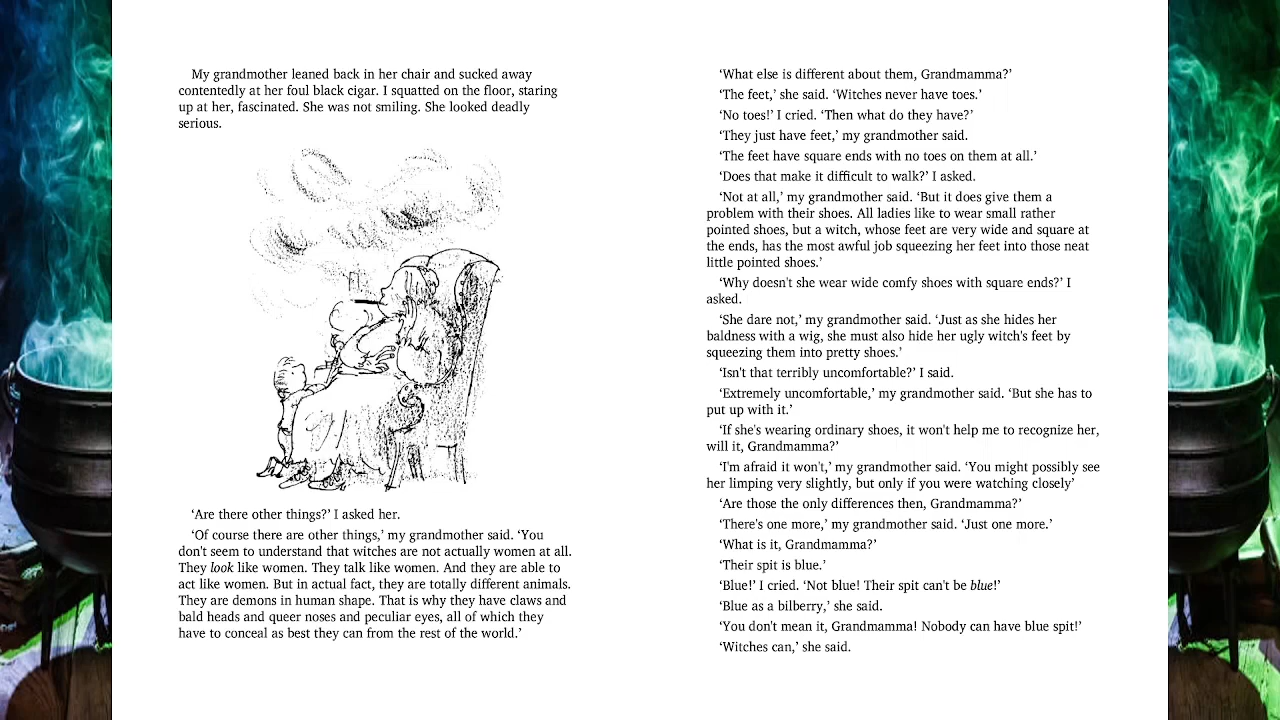 My grandmother leaned back in her chair and sucked away
contentedly at her foul black cigar. I squatted on the floor, staring
up at her, fascinated. She was not smiling. She looked deadly
serious.
‘Are there other things?’ I asked her.
‘Of course there are other things,’ my grandmother said. ‘You
don't seem to understand that witches are not actually women at all.
They look like women. They talk like women. And they are able to
act like women. But in actual fact, they are totally different animals.
They are demons in human shape. That is why they have claws and
bald heads and queer noses and peculiar eyes, all of which they
have to conceal as best they can from the rest of the world.’
‘What else is different about them, Grandmamma?’
‘The feet,’ she said. ‘Witches never have toes.’
‘No toes!’ I cried. ‘Then what do they have?’
‘They just have feet,’ my grandmother said.
‘The feet have square ends with no toes on them at all.’
‘Does that make it difficult to walk?’ I asked.
‘Not at all,’ my grandmother said. ‘But it does give them a
problem with their shoes. All ladies like to wear small rather
pointed shoes, but a witch, whose feet are very wide and square at
the ends, has the most awful job squeezing her feet into those neat
little pointed shoes.’
‘Why doesn't she wear wide comfy shoes with square ends?’ I
asked.
‘She dare not,’ my grandmother said. ‘Just as she hides her
baldness with a wig, she must also hide her ugly witch's feet by
squeezing them into pretty shoes.’
‘Isn't that terribly uncomfortable?’ I said.
‘Extremely uncomfortable,’ my grandmother said. ‘But she has to
put up with it.’
‘If she's wearing ordinary shoes, it won't help me to recognize her,
will it, Grandmamma?’
‘I'm afraid it won't,’ my grandmother said. ‘You might possibly see
her limping very slightly, but only if you were watching closely’
‘Are those the only differences then, Grandmamma?’
‘There's one more,’ my grandmother said. ‘Just one more.’
‘What is it, Grandmamma?’
‘Their spit is blue.’
‘Blue!’ I cried. ‘Not blue! Their spit can't be blue!’
‘Blue as a bilberry,’ she said.
‘You don't mean it, Grandmamma! Nobody can have blue spit!’
‘Witches can,’ she said.